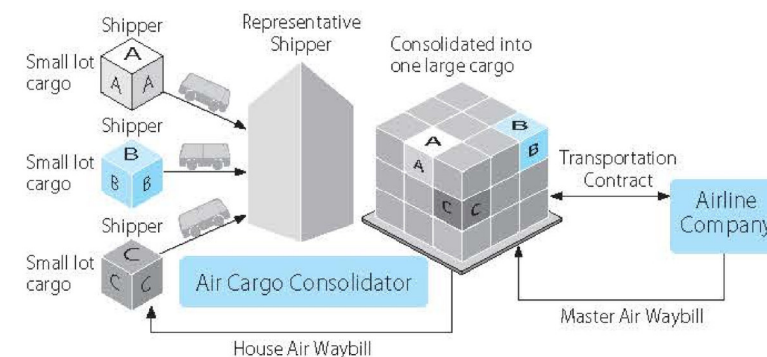 Shipper
Small lot
cargo
A
A A
Shipper
Small lot
cargo
B
B B
Shipper
Small lot
cargo
C
C C
Representative
Shipper
Air Cargo Consolidator
Consolidated into
one large cargo
A
A
B
B
C C
Transportation
Contract
Airline
Company
Master Air Waybill
House Air Waybill